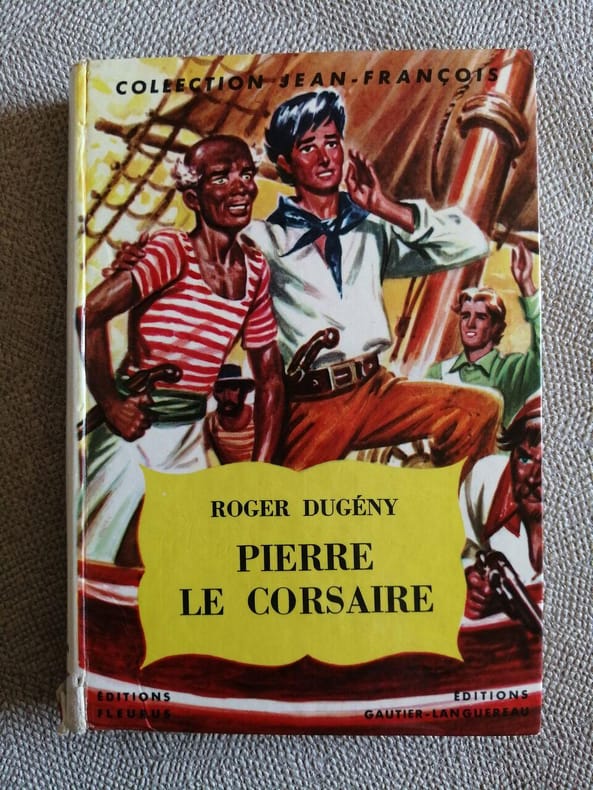 COLLECTION JEAN-FRANÇOIS
ROGER DUGÉNY
PIERRE
LE CORSAIRE
ÉDITIONS
FLEURUS
ÉDITIONS
GAUTIER-LANGUEREAU